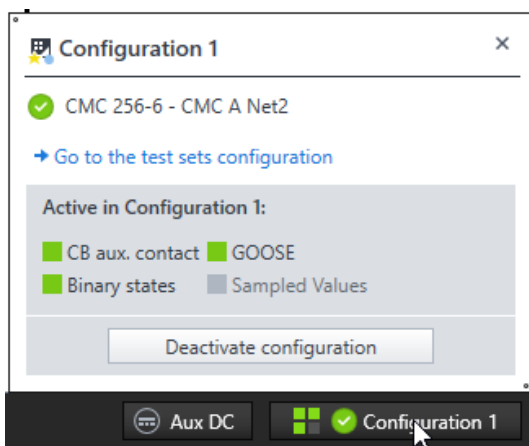 Configuration 1
CMC 256-6 - CMC A Net2
Go to the test sets configuration
Active in Configuration 1:
CB aux. contact GOOSE
Binary states Sampled Values
Deactivate configuration
Aux DC Configuration 1